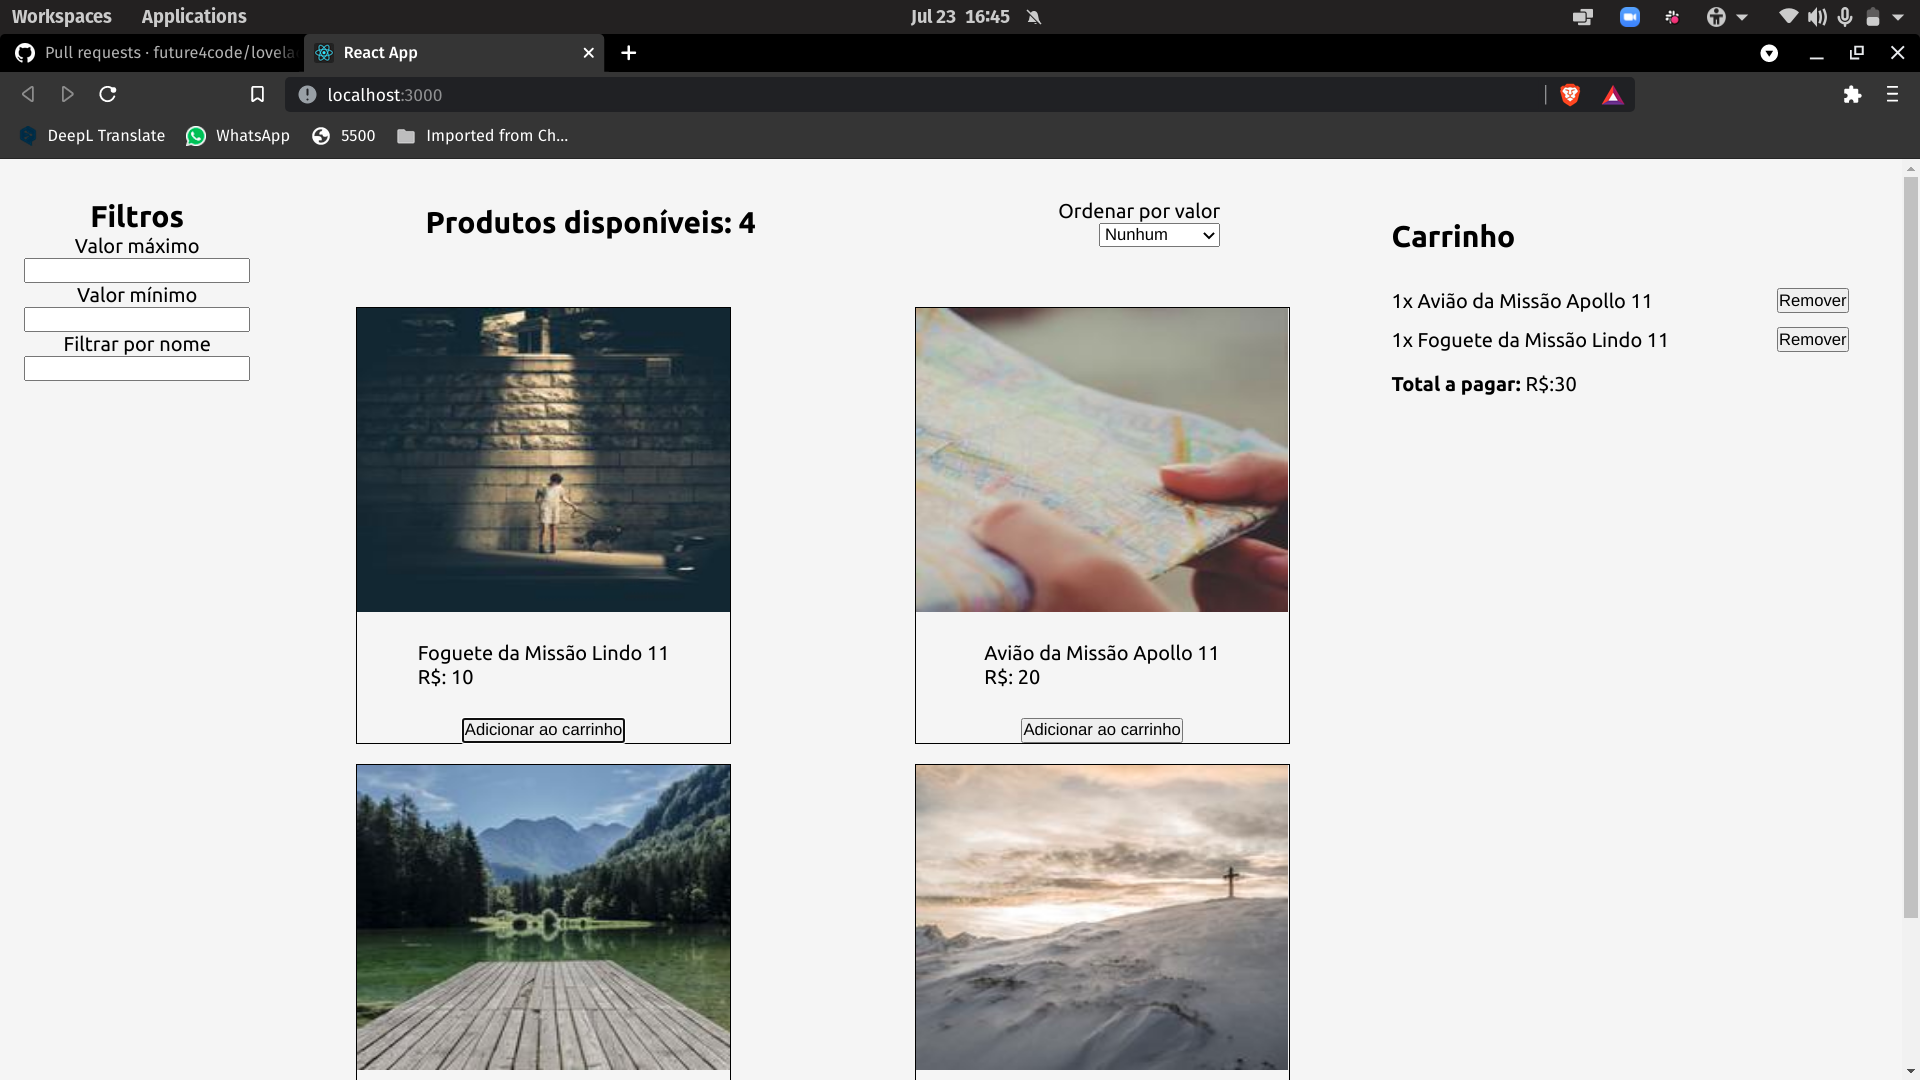 Workspaces Applications Jul 23 16:45
Pull requests · future4code/lovela
React App
localhost:3000
DeepL Translate WhatsApp 5500 Imported from Ch...
Filtros
Valor máximo
Valor mínimo
Filtrar por nome
Produtos disponíveis: 4
Ordenar por valor
Nunhum
Foguete da Missão Lindo 11
R$: 10
Adicionar ao carrinho
Avião da Missão Apollo 11
R$: 20
Adicionar ao carrinho
Carrinho
1x Avião da Missão Apollo 11 Remover
1x Foguete da Missão Lindo 11 Remover
Total a pagar: R$:30